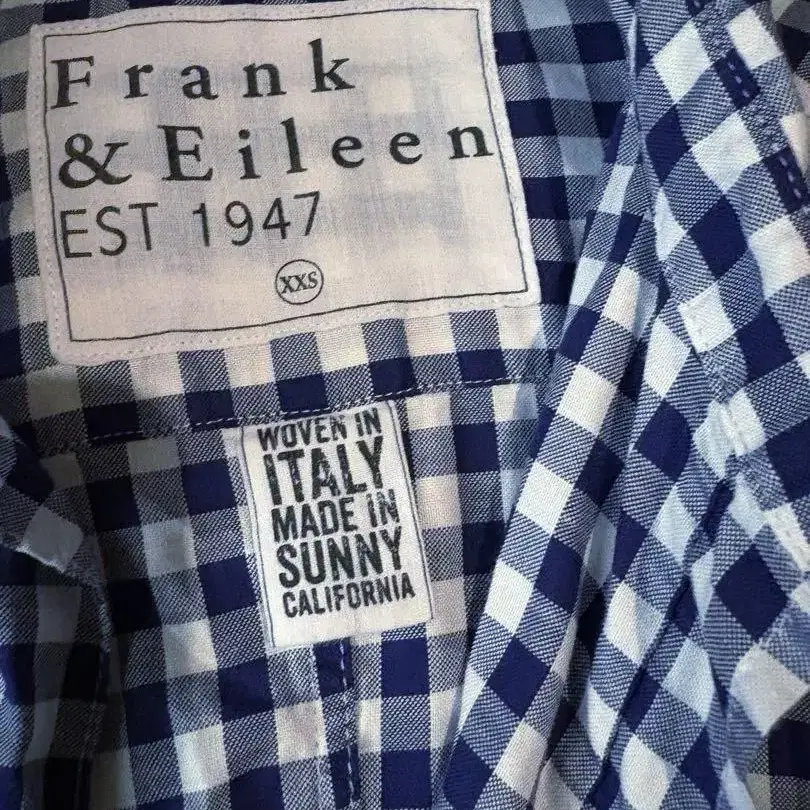 Frank
& Eileen
EST 1947
XXS
WOVEN IN
ITALY
MADE IN
SUNNY
CALIFORNIA